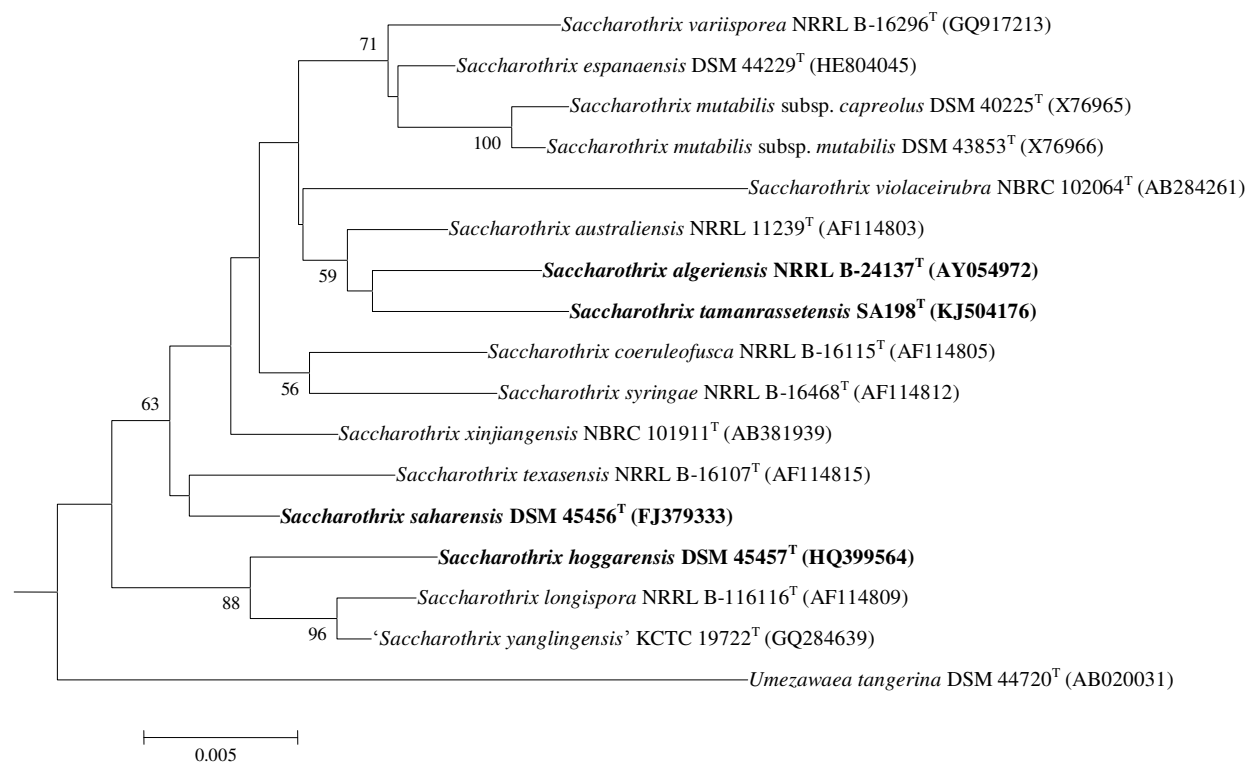 Saccharothrix variisporea NRRL B-16296ᵀ (GQ917213)
71
Saccharothrix espanaensis DSM 44229ᵀ (HE804045)
Saccharothrix mutabilis subsp. capreolus DSM 40225ᵀ (X76965)
100
Saccharothrix mutabilis subsp. mutabilis DSM 43853ᵀ (X76966)
Saccharothrix violaceirubra NBRC 102064ᵀ (AB284261)
Saccharothrix australiensis NRRL 11239ᵀ (AF114803)
59
Saccharothrix algeriensis NRRL B-24137ᵀ (AY054972)
Saccharothrix tamanrassetensis SA198ᵀ (KJ504176)
Saccharothrix coeruleofusca NRRL B-16115ᵀ (AF114805)
56
Saccharothrix syringae NRRL B-16468ᵀ (AF114812)
63
Saccharothrix xinjiangensis NBRC 101911ᵀ (AB381939)
Saccharothrix texasensis NRRL B-16107ᵀ (AF114815)
Saccharothrix saharensis DSM 45456ᵀ (FJ379333)
Saccharothrix hoggarensis DSM 45457ᵀ (HQ399564)
88
Saccharothrix longispora NRRL B-116116ᵀ (AF114809)
96
‘Saccharothrix yanglingensis’ KCTC 19722ᵀ (GQ284639)
Umezawaea tangerina DSM 44720ᵀ (AB020031)
0.005